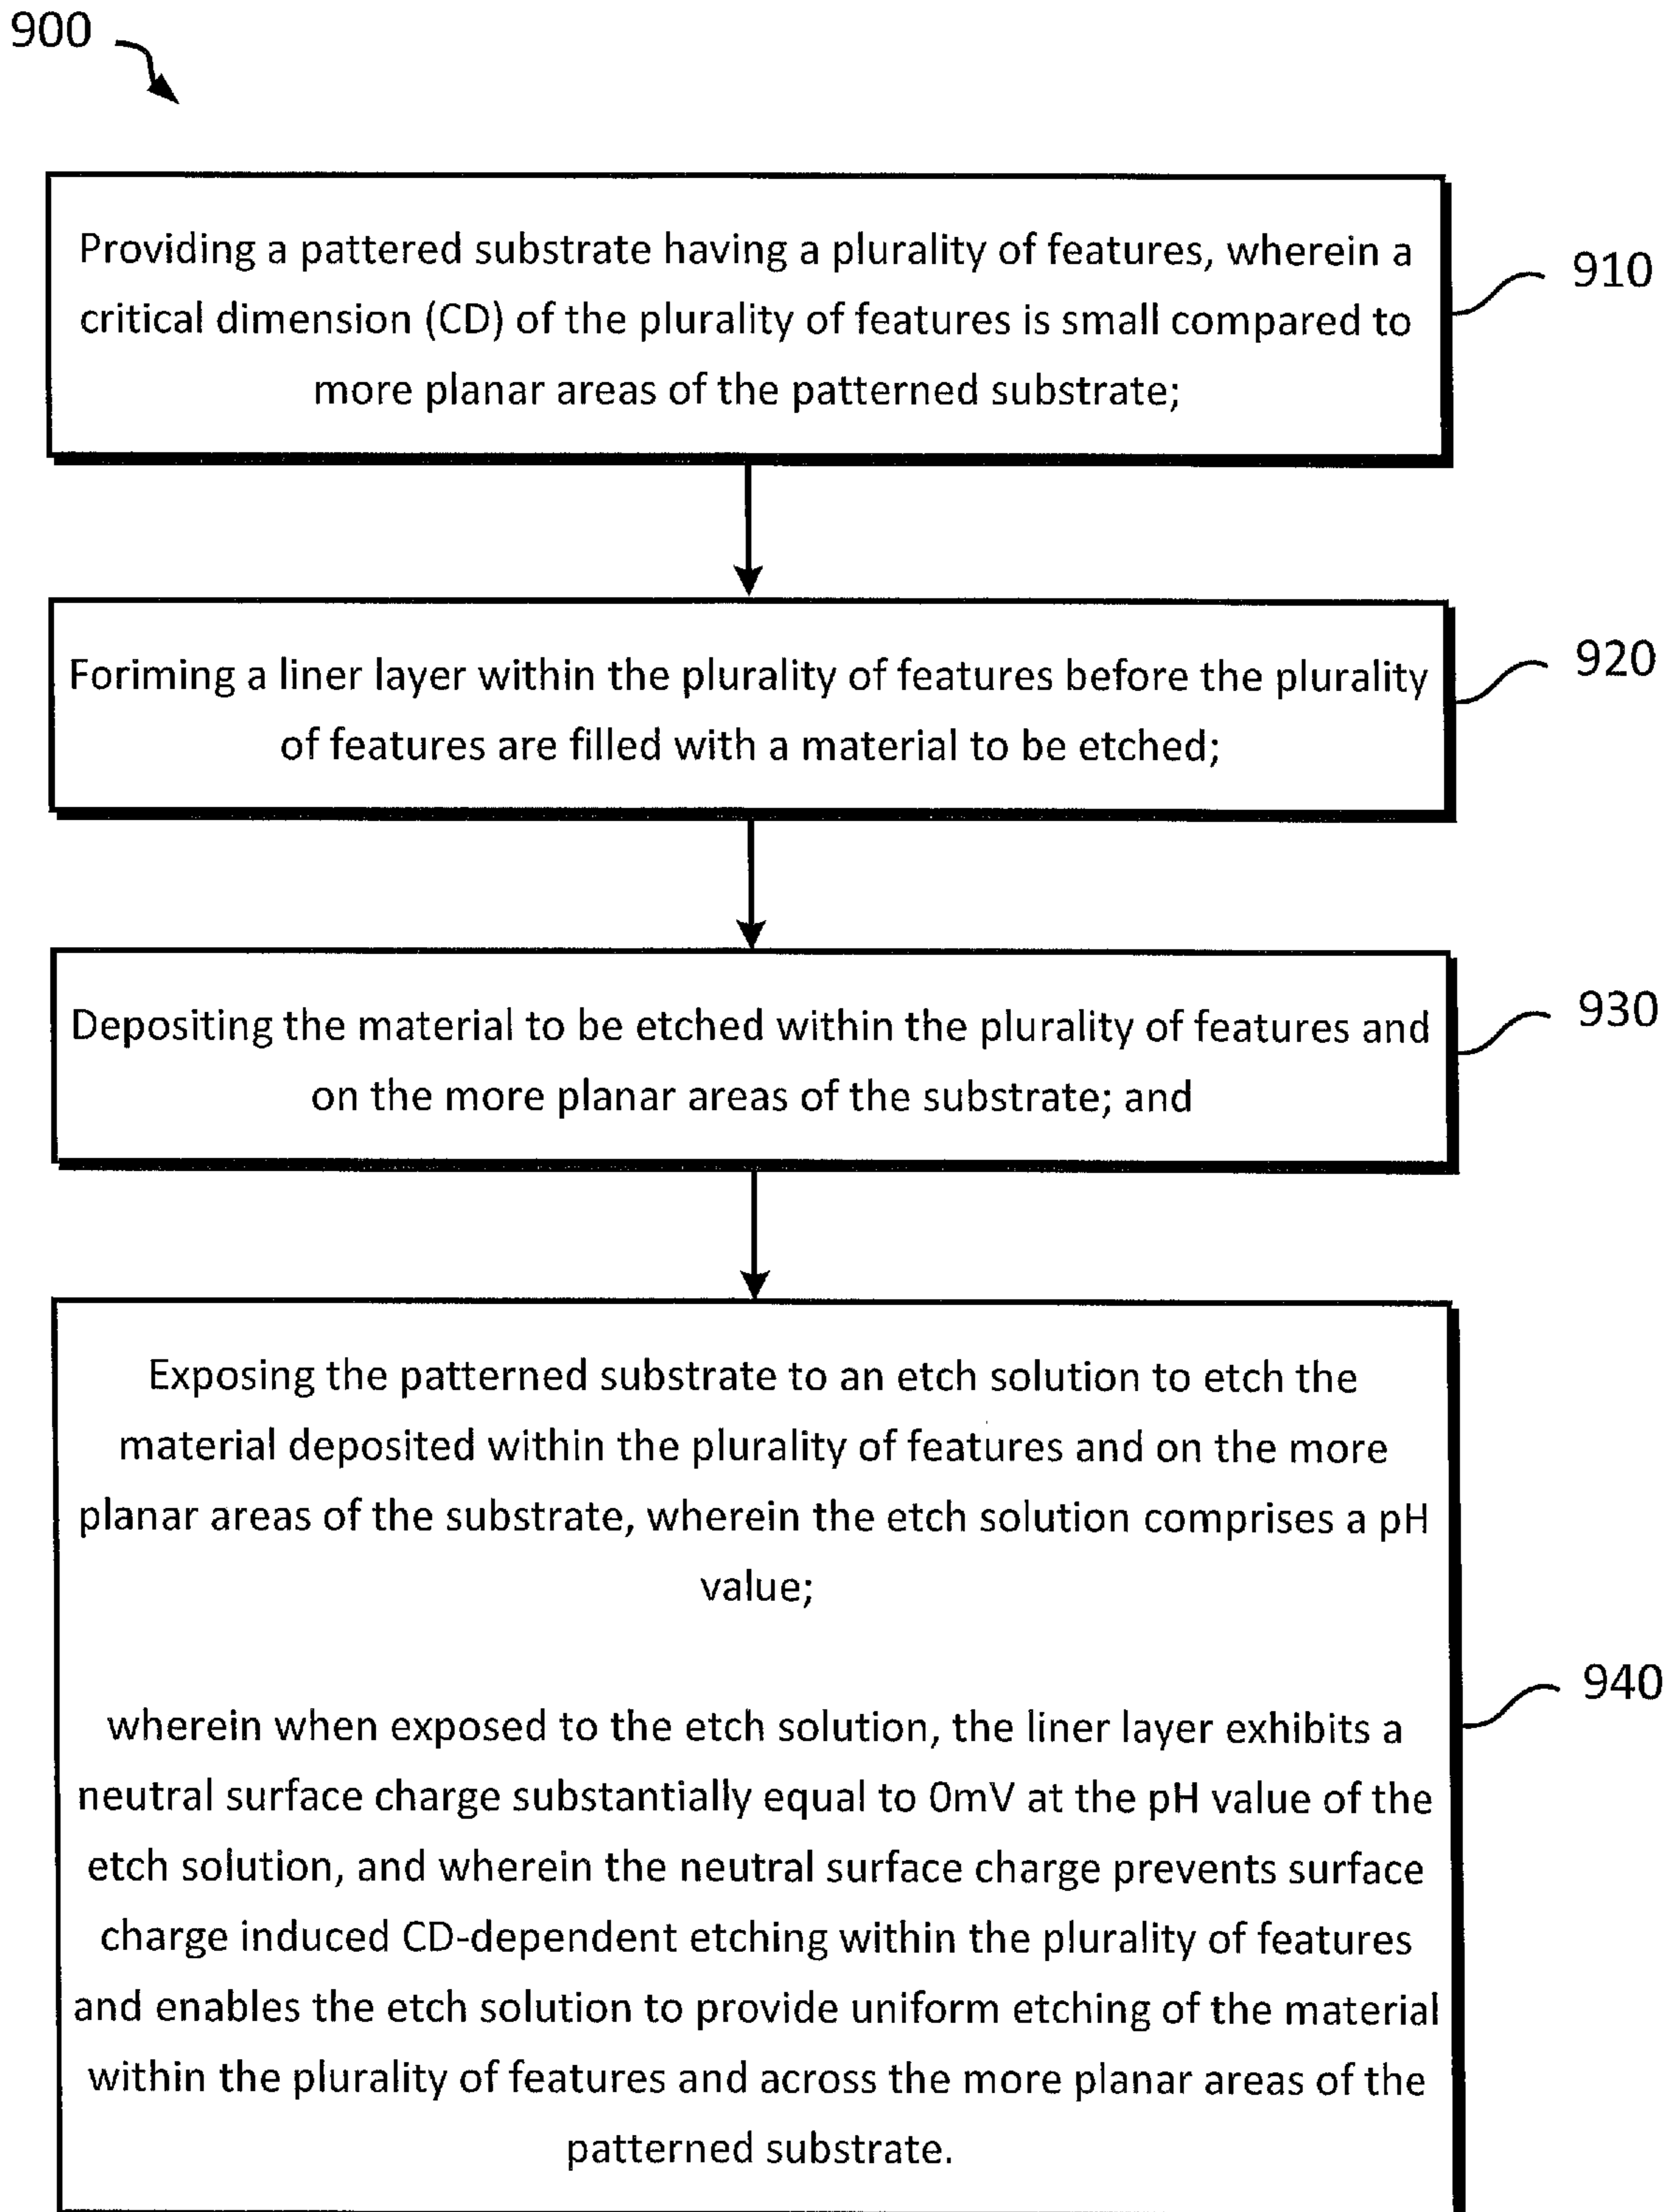 900
Providing a pattered substrate having a plurality of features, wherein a
critical dimension (CD) of the plurality of features is small compared to
more planar areas of the patterned substrate;
910
Foriming a liner layer within the plurality of features before the plurality
of features are filled with a material to be etched;
920
Depositing the material to be etched within the plurality of features and
on the more planar areas of the substrate; and
930
Exposing the patterned substrate to an etch solution to etch the
material deposited within the plurality of features and on the more
planar areas of the substrate, wherein the etch solution comprises a pH
value;
wherein when exposed to the etch solution, the liner layer exhibits a
neutral surface charge substantially equal to 0mV at the pH value of the
etch solution, and wherein the neutral surface charge prevents surface
charge induced CD-dependent etching within the plurality of features
and enables the etch solution to provide uniform etching of the material
within the plurality of features and across the more planar areas of the
patterned substrate.
940